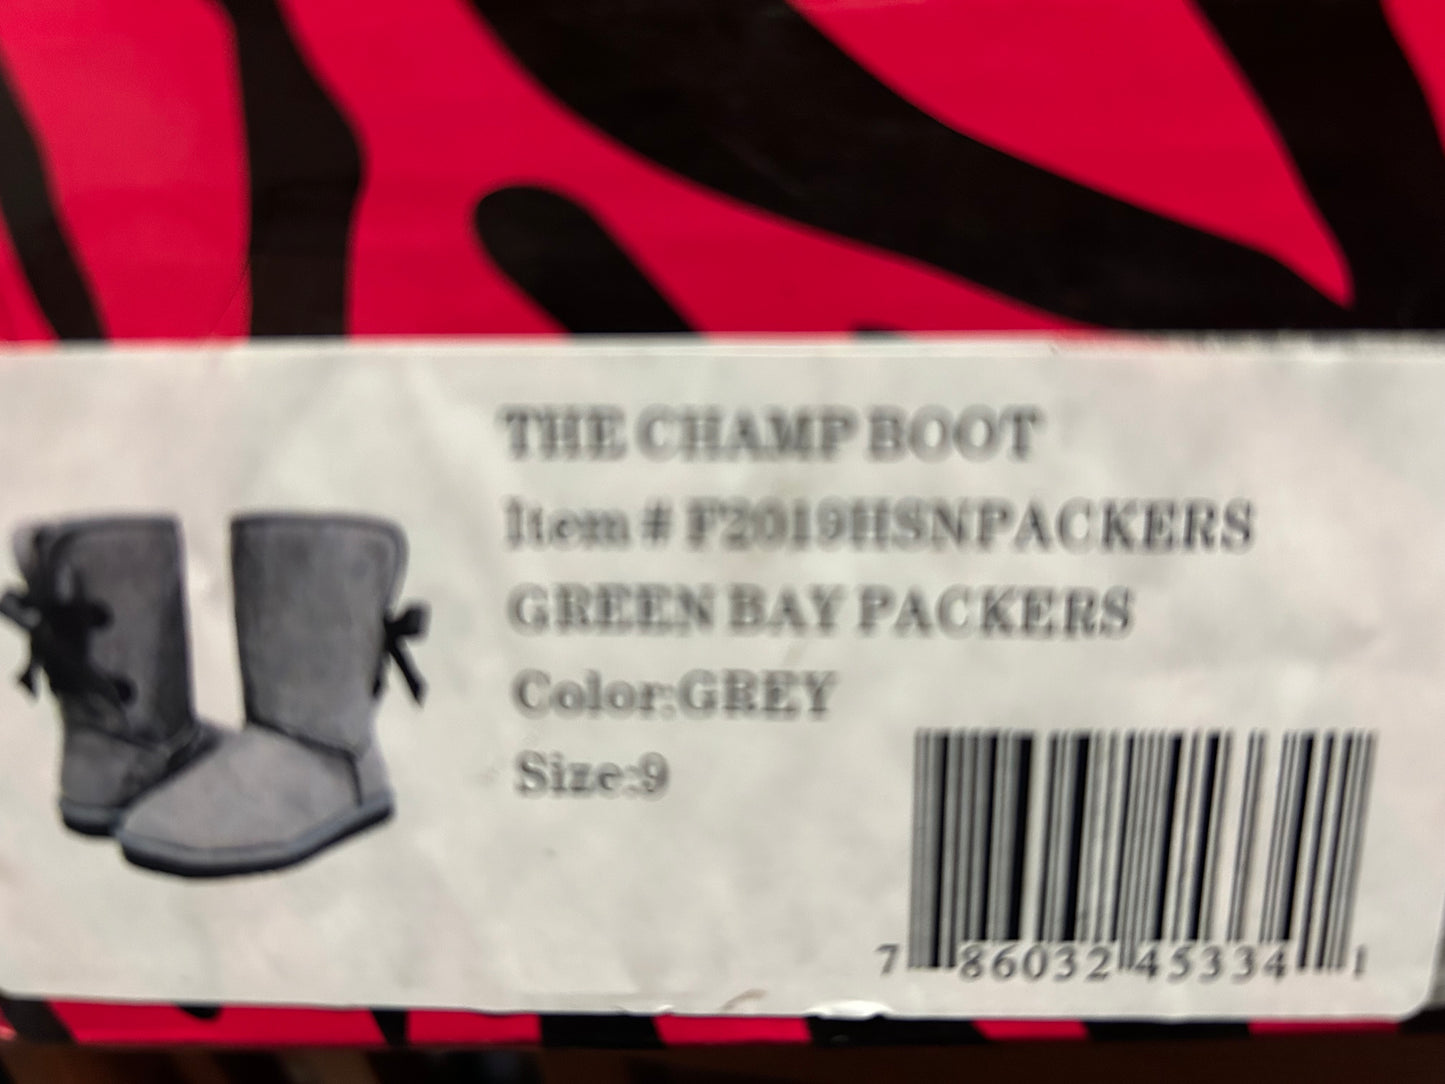 THE CHAMP BOOT
Item # F2019HSNPACKERS
GREEN BAY PACKERS
Color:GREY
Size:9
7 86032 45334 1